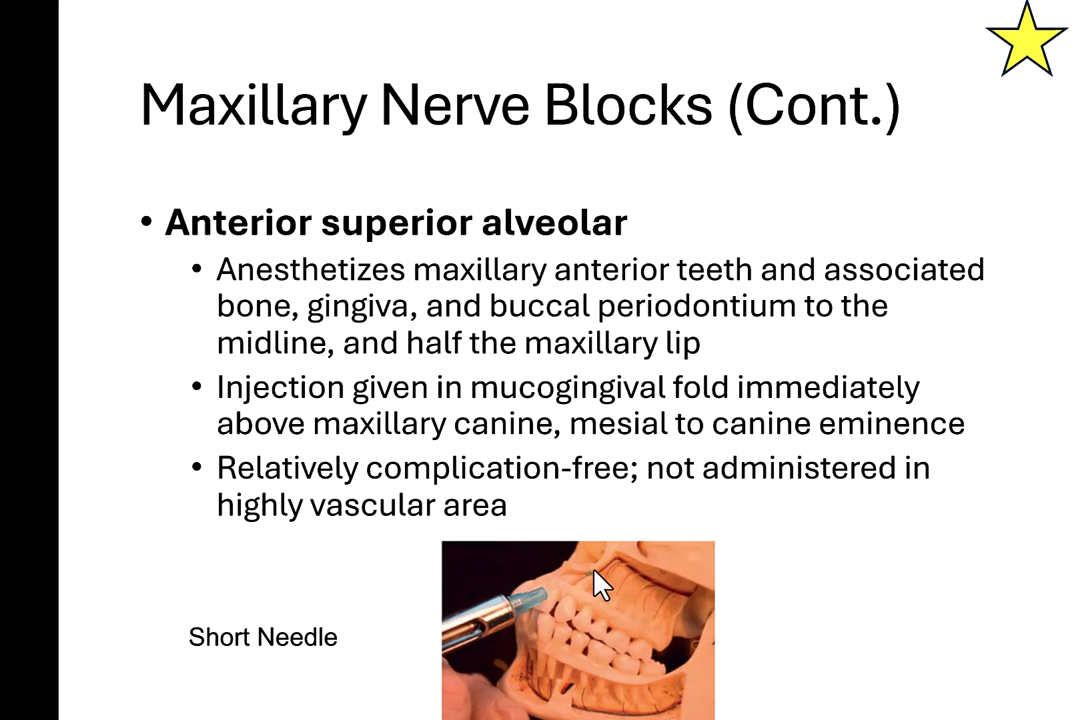 Maxillary Nerve Blocks (Cont.)
• Anterior superior alveolar
• Anesthetizes maxillary anterior teeth and associated
bone, gingiva, and buccal periodontium to the
midline, and half the maxillary lip
• Injection given in mucogingival fold immediately
above maxillary canine, mesial to canine eminence
• Relatively complication-free; not administered in
highly vascular area
Short Needle